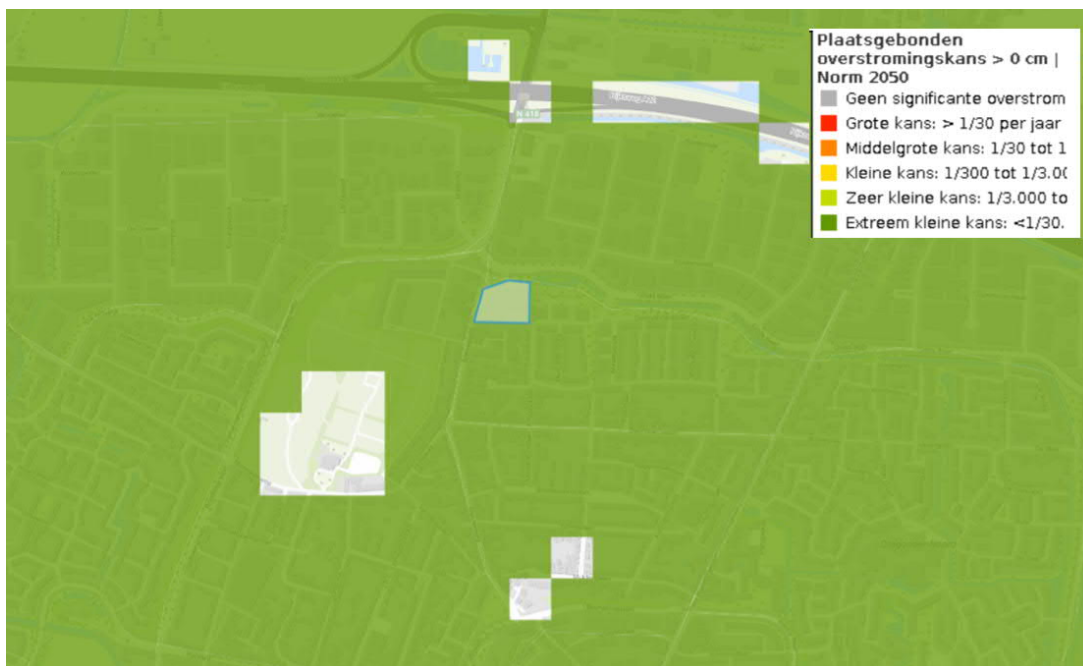 Plaatsgebonden
overstromingskans > 0 cm |
Norm 2050
Geen significante overstrom
Grote kans: > 1/30 per jaar
Middelgrote kans: 1/30 tot 1
Kleine kans: 1/300 tot 1/3.00
Zeer kleine kans: 1/3.000 to
Extreem kleine kans: <1/30.
Rijksweg A28